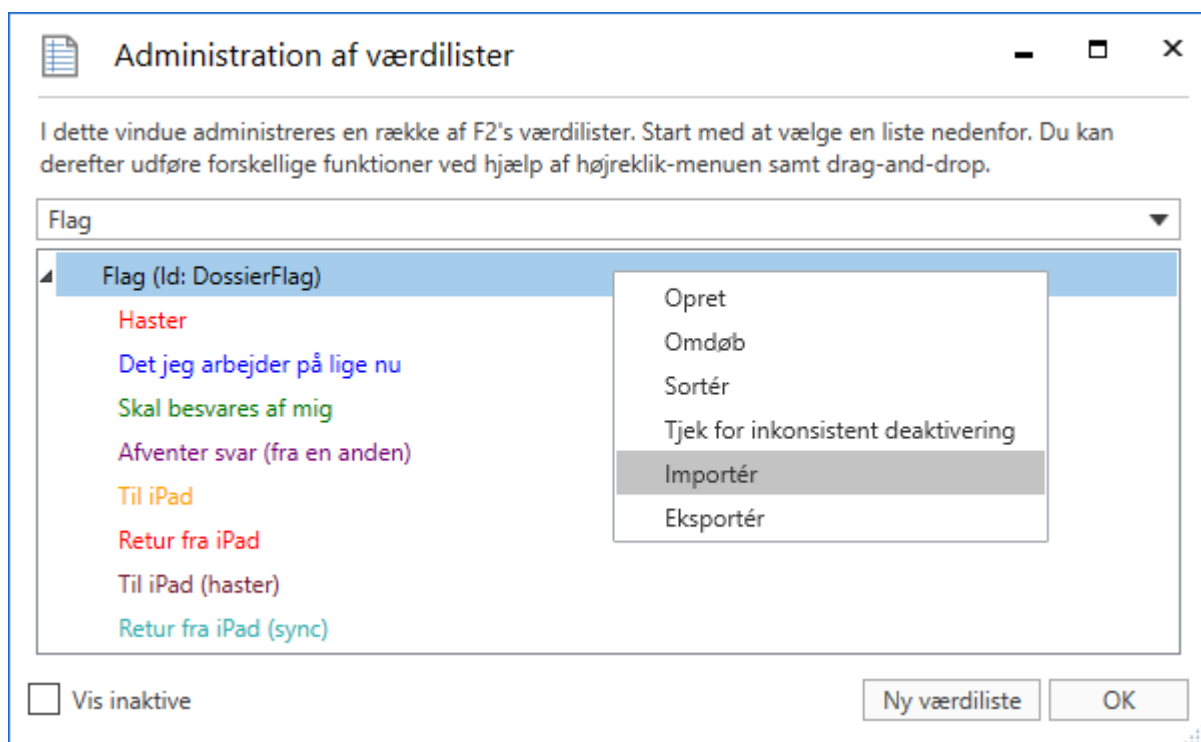 Administration af værdilister
I dette vindue administreres en række af F2's værdilister. Start med at vælge en liste nedenfor. Du kan
derefter udføre forskellige funktioner ved hjælp af højreklik-menuen samt drag-and-drop.
Flag
Flag (Id: DossierFlag)
Haster
Det jeg arbejder på lige nu
Skal besvares af mig
Afventer svar (fra en anden)
Til iPad
Retur fra iPad
Til iPad (haster)
Retur fra iPad (sync)
Opret
Omdøb
Sortér
Tjek for inkonsistent deaktivering
Importér
Eksportér
Vis inaktive
Ny værdiliste
OK